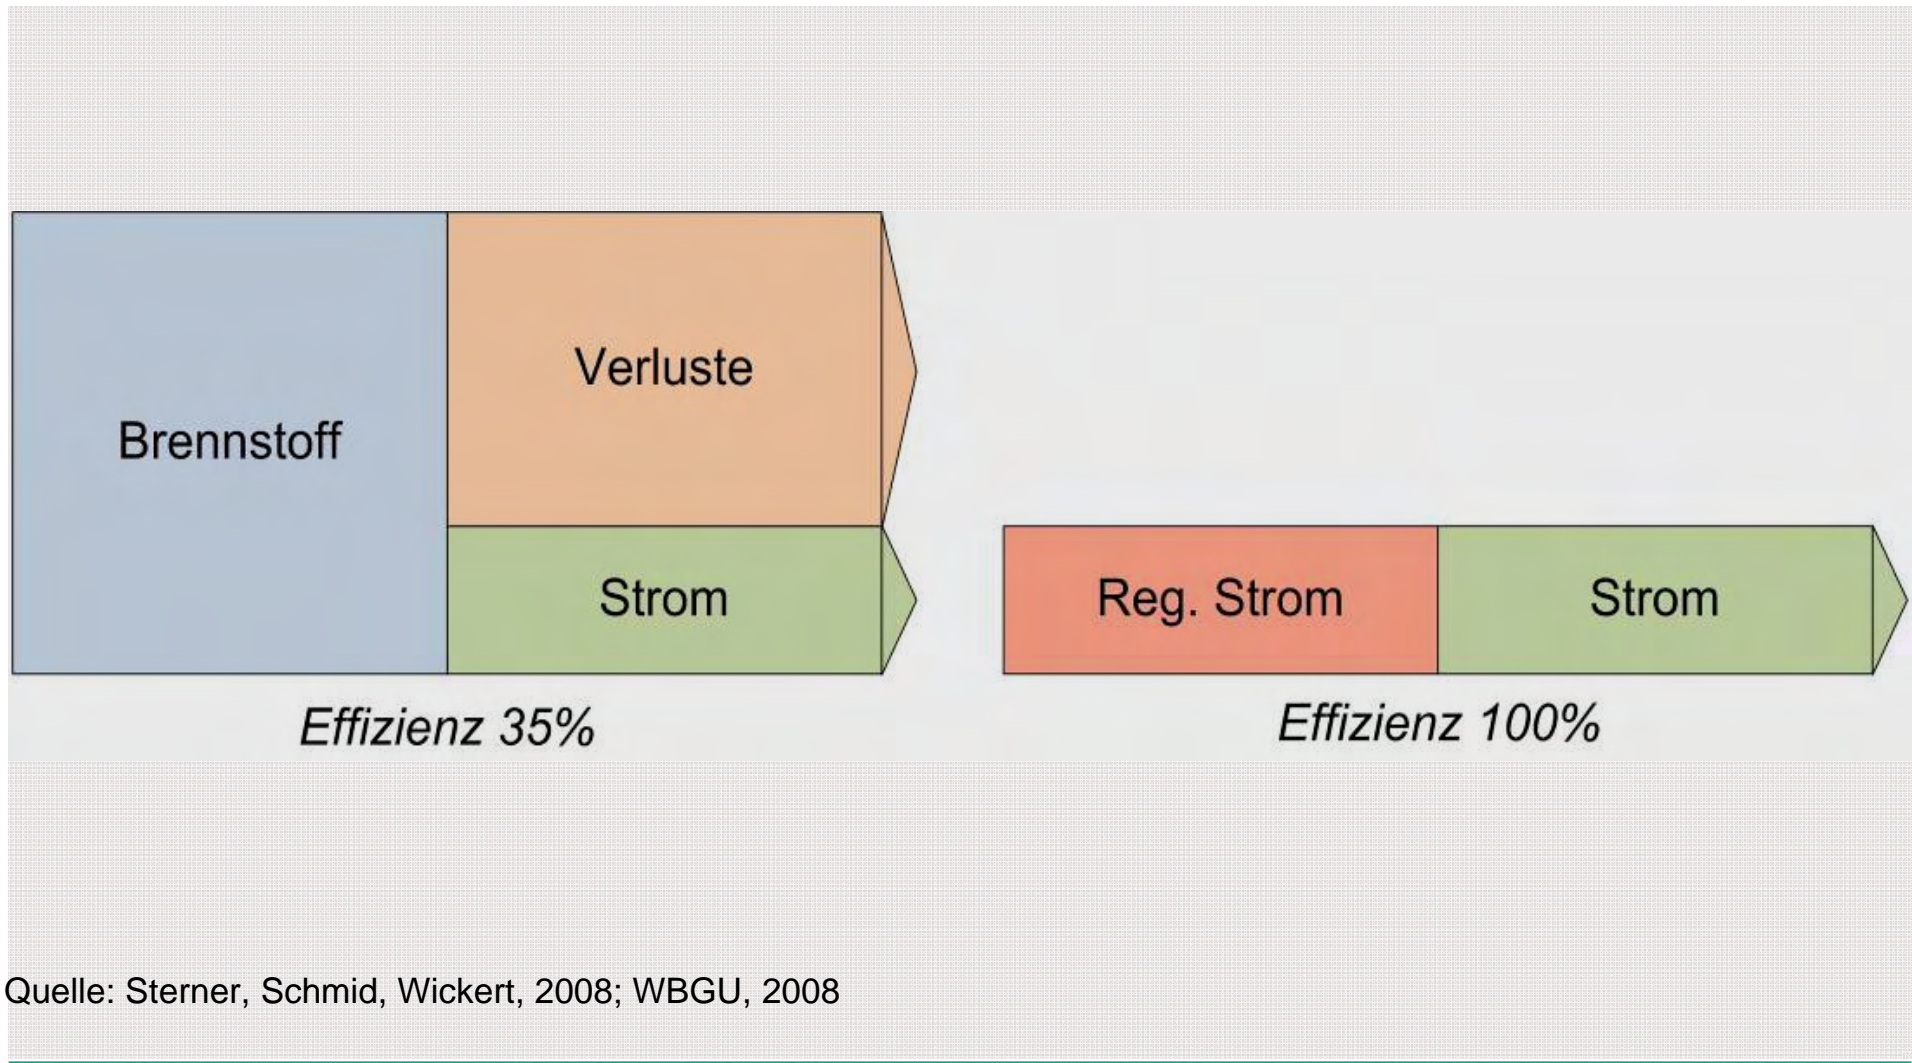 Brennstoff
Verluste
Strom
Effizienz 35%
Reg. Strom
Strom
Effizienz 100%
Quelle: Sterner, Schmid, Wickert, 2008; WBGU, 2008